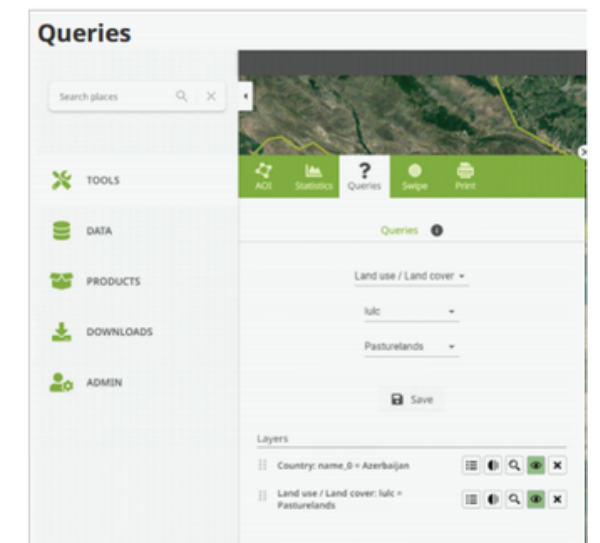 Queries
Search places
TOOLS
DATA
PRODUCTS
DOWNLOADS
ADMIN
AOI Statistics Queries Swipe Print
Queries
Land use / Land cover
lulc
Pasturelands
Save
Layers
Country: name_0 = Azerbaijan
Land use / Land cover: lulc =
Pasturelands